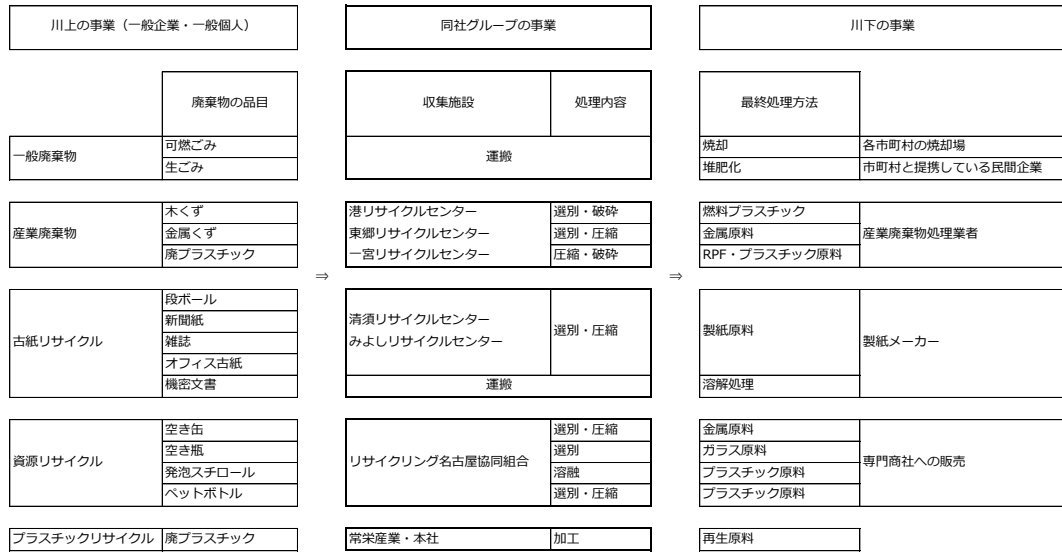 川上の事業（一般企業・一般個人）
同社グループの事業
川下の事業
廃棄物の品目
収集施設
処理内容
最終処理方法
一般廃棄物
可燃ごみ
生ごみ
運搬
焼却
各市町村の焼却場
堆肥化
市町村と提携している民間企業
産業廃棄物
木くず
金属くず
廃プラスチック
港リサイクルセンター
選別・破砕
東郷リサイクルセンター
選別・圧縮
一宮リサイクルセンター
圧縮・破砕
燃料プラスチック
金属原料
RPF・プラスチック原料
産業廃棄物処理業者
⇒
⇒
古紙リサイクル
段ボール
新聞紙
雑誌
オフィス古紙
機密文書
清須リサイクルセンター
みよしリサイクルセンター
選別・圧縮
運搬
製紙原料
溶解処理
製紙メーカー
資源リサイクル
空き缶
空き瓶
発泡スチロール
ペットボトル
リサイクリング名古屋協同組合
選別・圧縮
選別
溶融
選別・圧縮
金属原料
ガラス原料
プラスチック原料
プラスチック原料
専門商社への販売
プラスチックリサイクル
廃プラスチック
常栄産業・本社
加工
再生原料